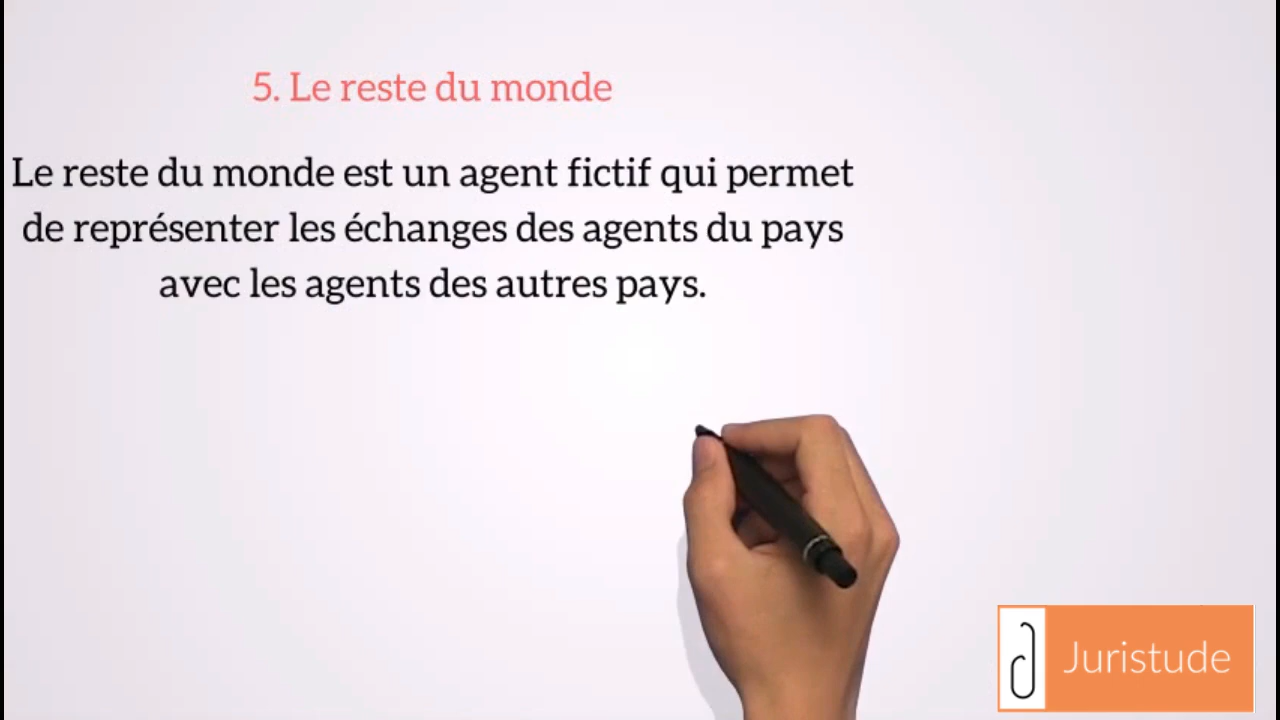 5. Le reste du monde
Le reste du monde est un agent fictif qui permet
de représenter les échanges des agents du pays
avec les agents des autres pays.
Juristude